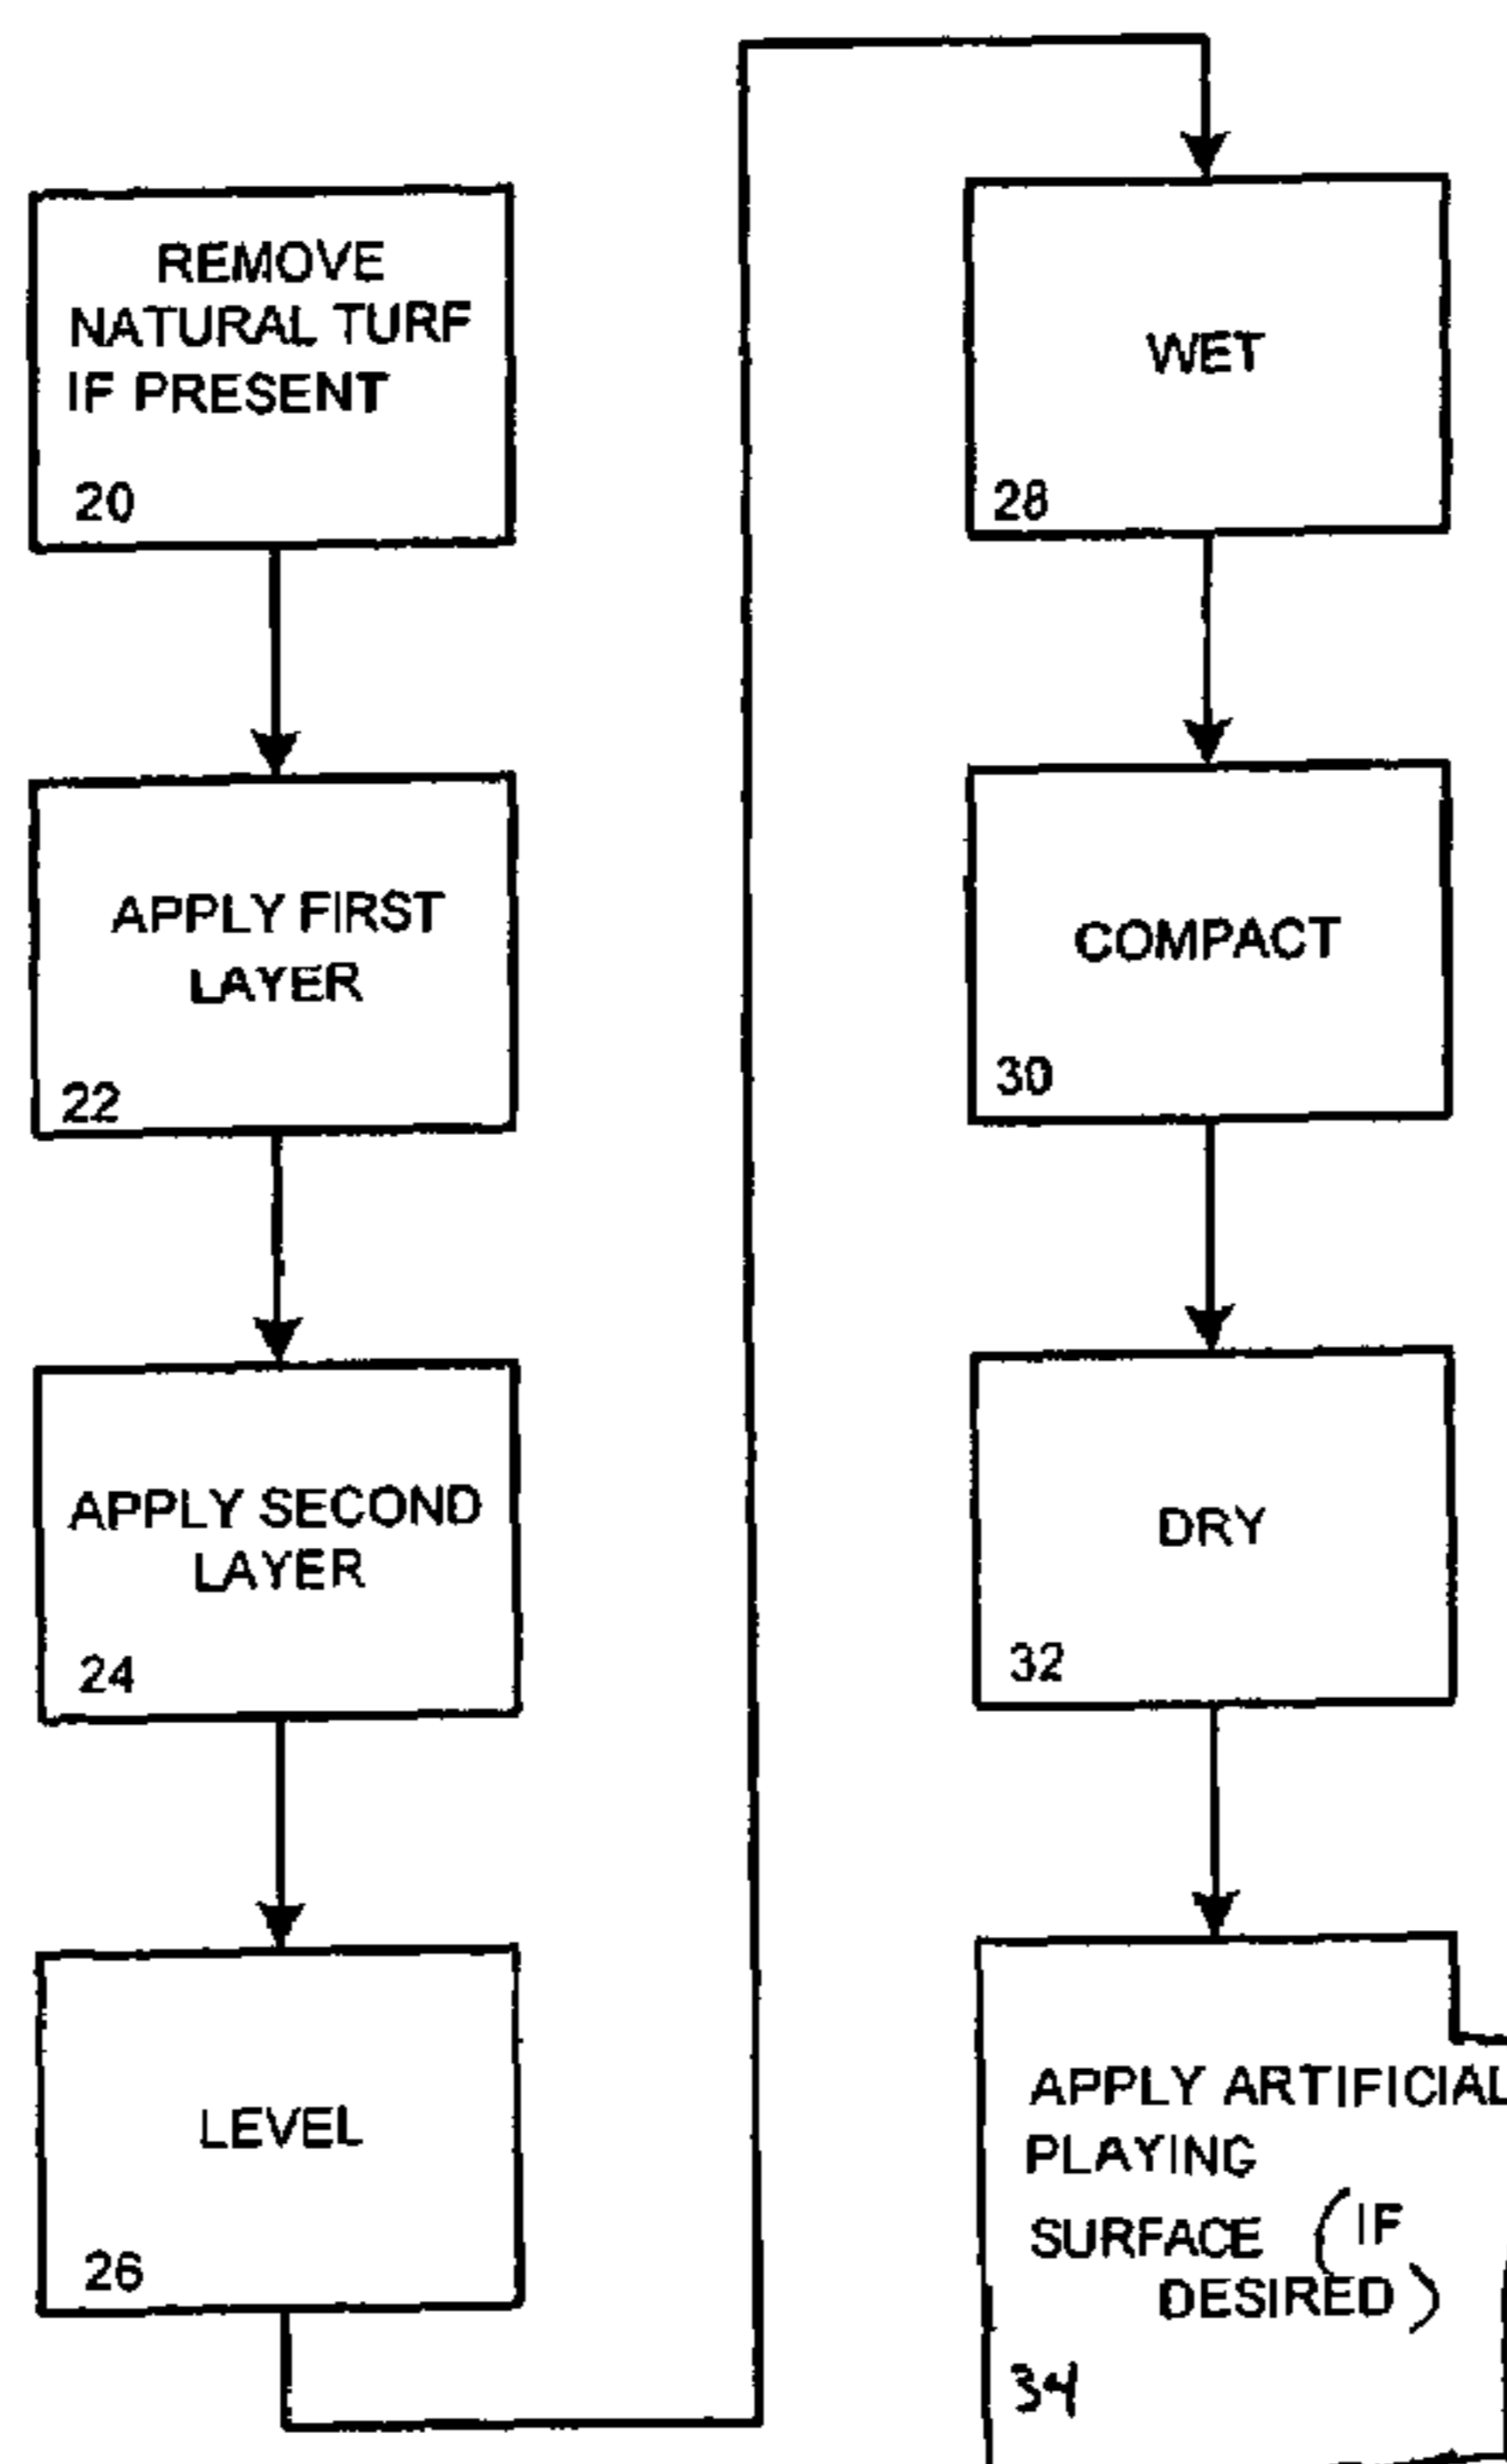 REMOVE
NATURAL TURF
IF PRESENT
20
APPLY FIRST
LAYER
22
APPLY SECOND
LAYER
24
LEVEL
26
WET
28
COMPACT
30
DRY
32
APPLY ARTIFICIAL
PLAYING
SURFACE (IF
DESIRED)
34